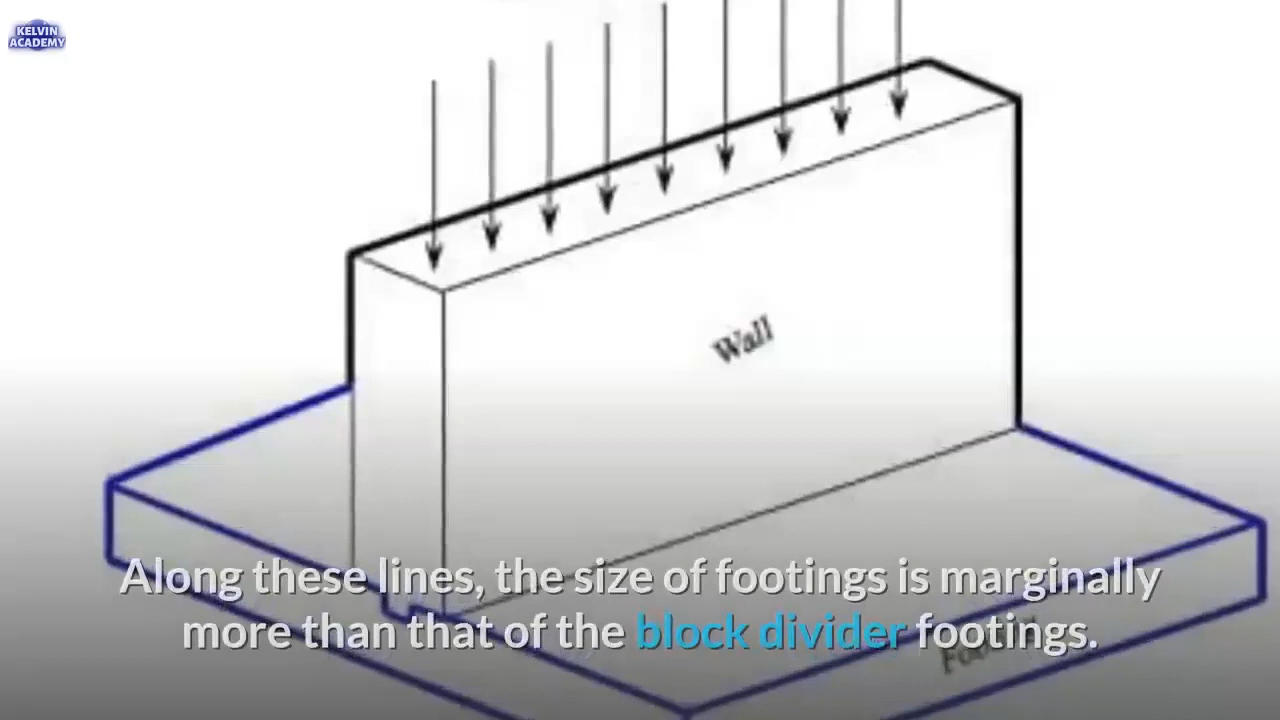 KELVIN
ACADEMY
Wall
Along these lines, the size of footings is marginally
more than that of the block divider footings.